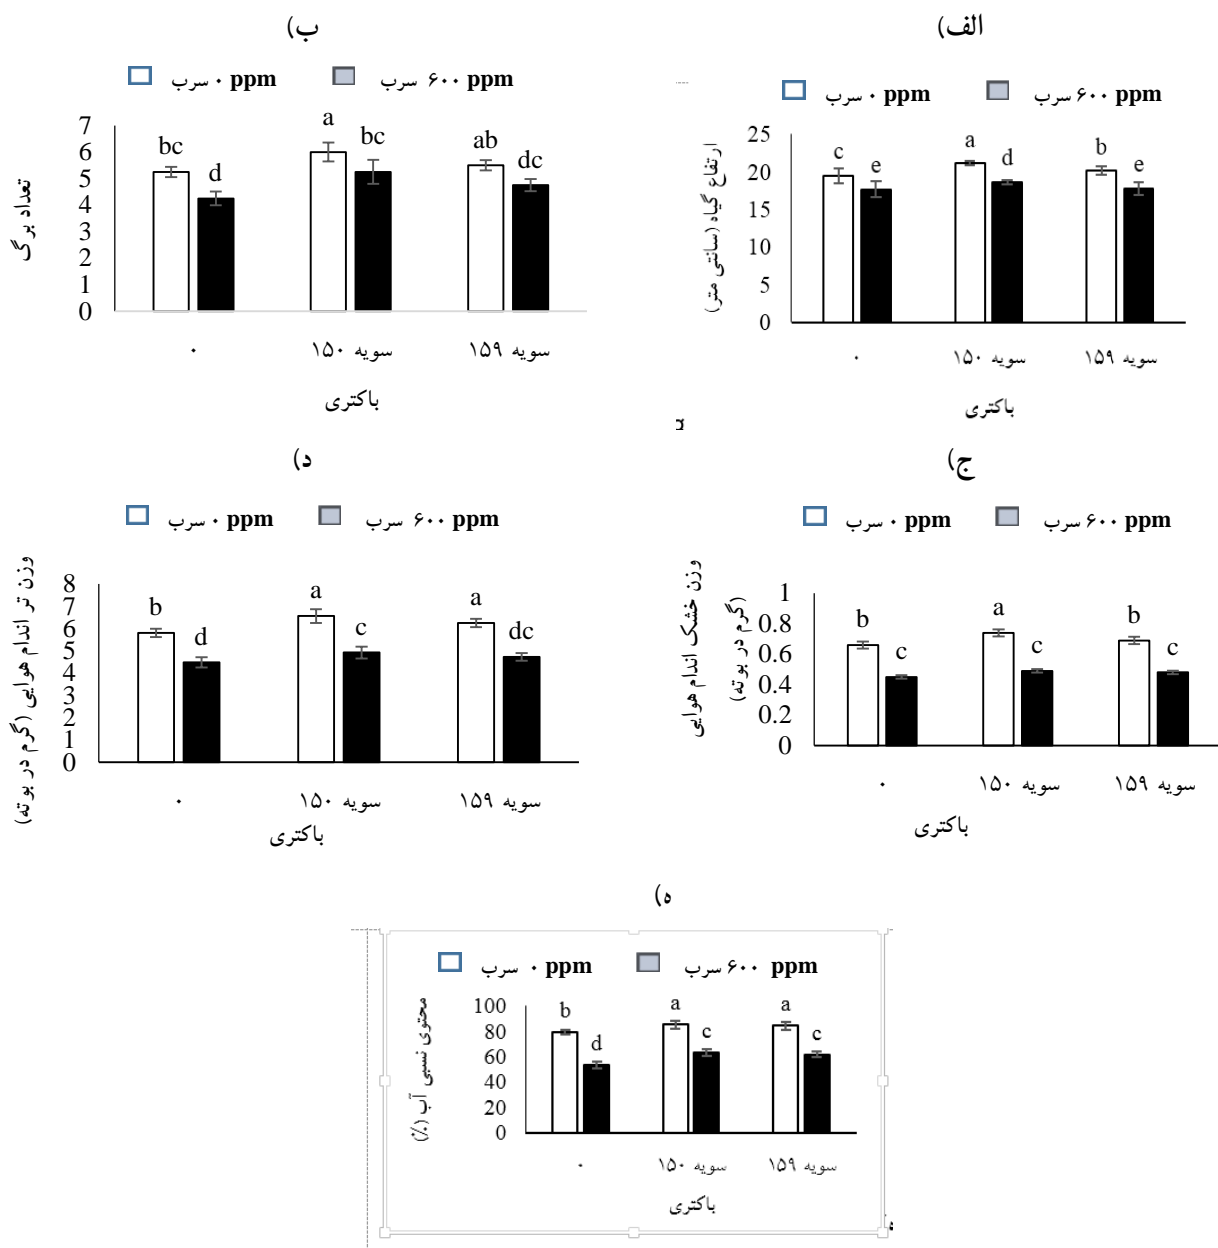 الف)
۰ ppm سرب
۶۰۰ ppm سرب
ارتفاع گیاه (سانتی متر)
25
20
15
10
5
0
c
e
a
d
b
e
۰
سویه ۱۵۰
سویه ۱۵۹
باکتری
ب)
۰ ppm سرب
۶۰۰ ppm سرب
تعداد برگ
7
6
5
4
3
2
1
0
bc
d
a
bc
ab
dc
۰
سویه ۱۵۰
سویه ۱۵۹
باکتری
ج)
۰ ppm سرب
۶۰۰ ppm سرب
وزن خشک اندام هوایی
(گرم در بوته)
1
0.8
0.6
0.4
0.2
0
b
c
a
c
b
c
۰
سویه ۱۵۰
سویه ۱۵۹
باکتری
د)
۰ ppm سرب
۶۰۰ ppm سرب
وزن تر اندام هوایی (گرم در بوته)
8
7
6
5
4
3
2
1
0
b
d
a
c
a
dc
۰
سویه ۱۵۰
سویه ۱۵۹
باکتری
ه)
۰ ppm سرب
۶۰۰ ppm سرب
محتوی نسبی آب (٪)
100
80
60
40
20
0
b
d
a
c
a
c
۰
سویه ۱۵۰
سویه ۱۵۹
باکتری